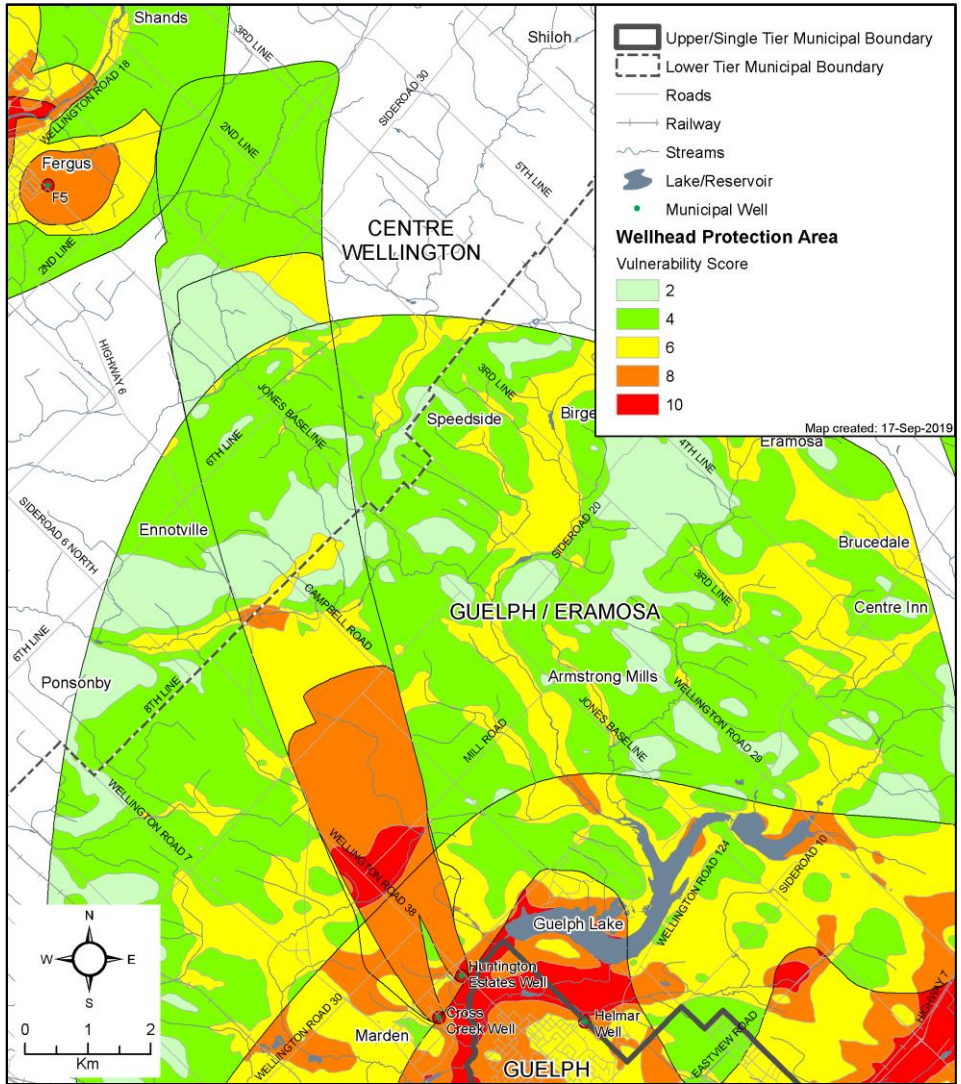 Shands
3RD LINE
Shiloh
SIDEROAD 30
WELLINGTON ROAD 18
2ND LINE
5TH LINE
Fergus
F5
2ND LINE
CENTRE
WELLINGTON
HIGHWAY 6
Upper/Single Tier Municipal Boundary
Lower Tier Municipal Boundary
Roads
Railway
Streams
Lake/Reservoir
Municipal Well
Wellhead Protection Area
Vulnerability Score
2
4
6
8
10
Map created: 17-Sep-2019
3RD LINE
JONES BASELINE
6TH LINE
Speedside
Birge
4TH LINE
Eramosa
SIDEROAD 6 NORTH
Ennotville
SIDEROAD 20
Brucedale
3RD LINE
Centre Inn
CAMPBELL ROAD
GUELPH / ERAMOSA
6TH LINE
Ponsonby
8TH LINE
Armstrong Mills
JONES BASELINE
WELLINGTON ROAD 29
MILL ROAD
WELLINGTON ROAD 7
WELLINGTON ROAD 38
WELLINGTON ROAD 124
SIDEROAD 10
Guelph Lake
N
W
E
S
0
1
2
Km
Huntington
Estates Well
Cross
Creek Well
Helmar
Well
HIGHWAY 7
WELLINGTON ROAD 30
Marden
EASTVIEW ROAD
GUELPH